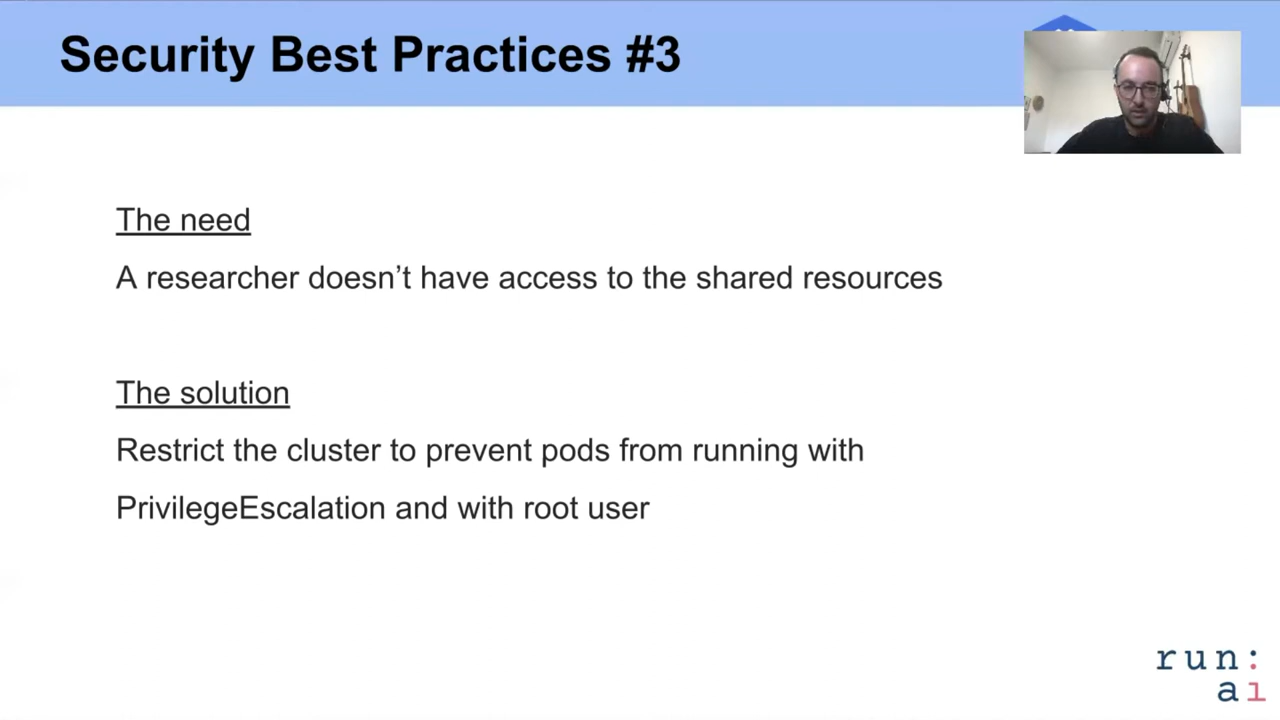 Security Best Practices #3
The need
A researcher doesn’t have access to the shared resources
The solution
Restrict the cluster to prevent pods from running with
PrivilegeEscalation and with root user
run:
ai